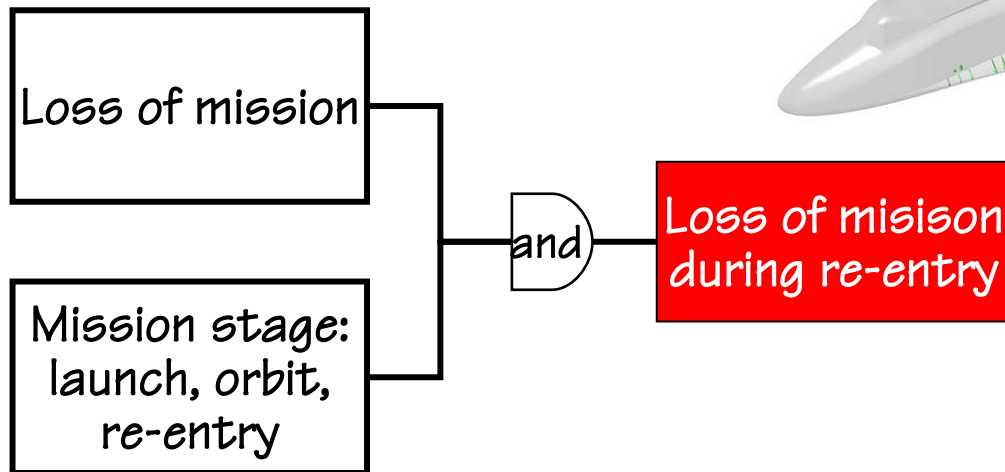 Loss of mission
Mission stage:
launch, orbit,
re-entry
and
Loss of misison
during re-entry